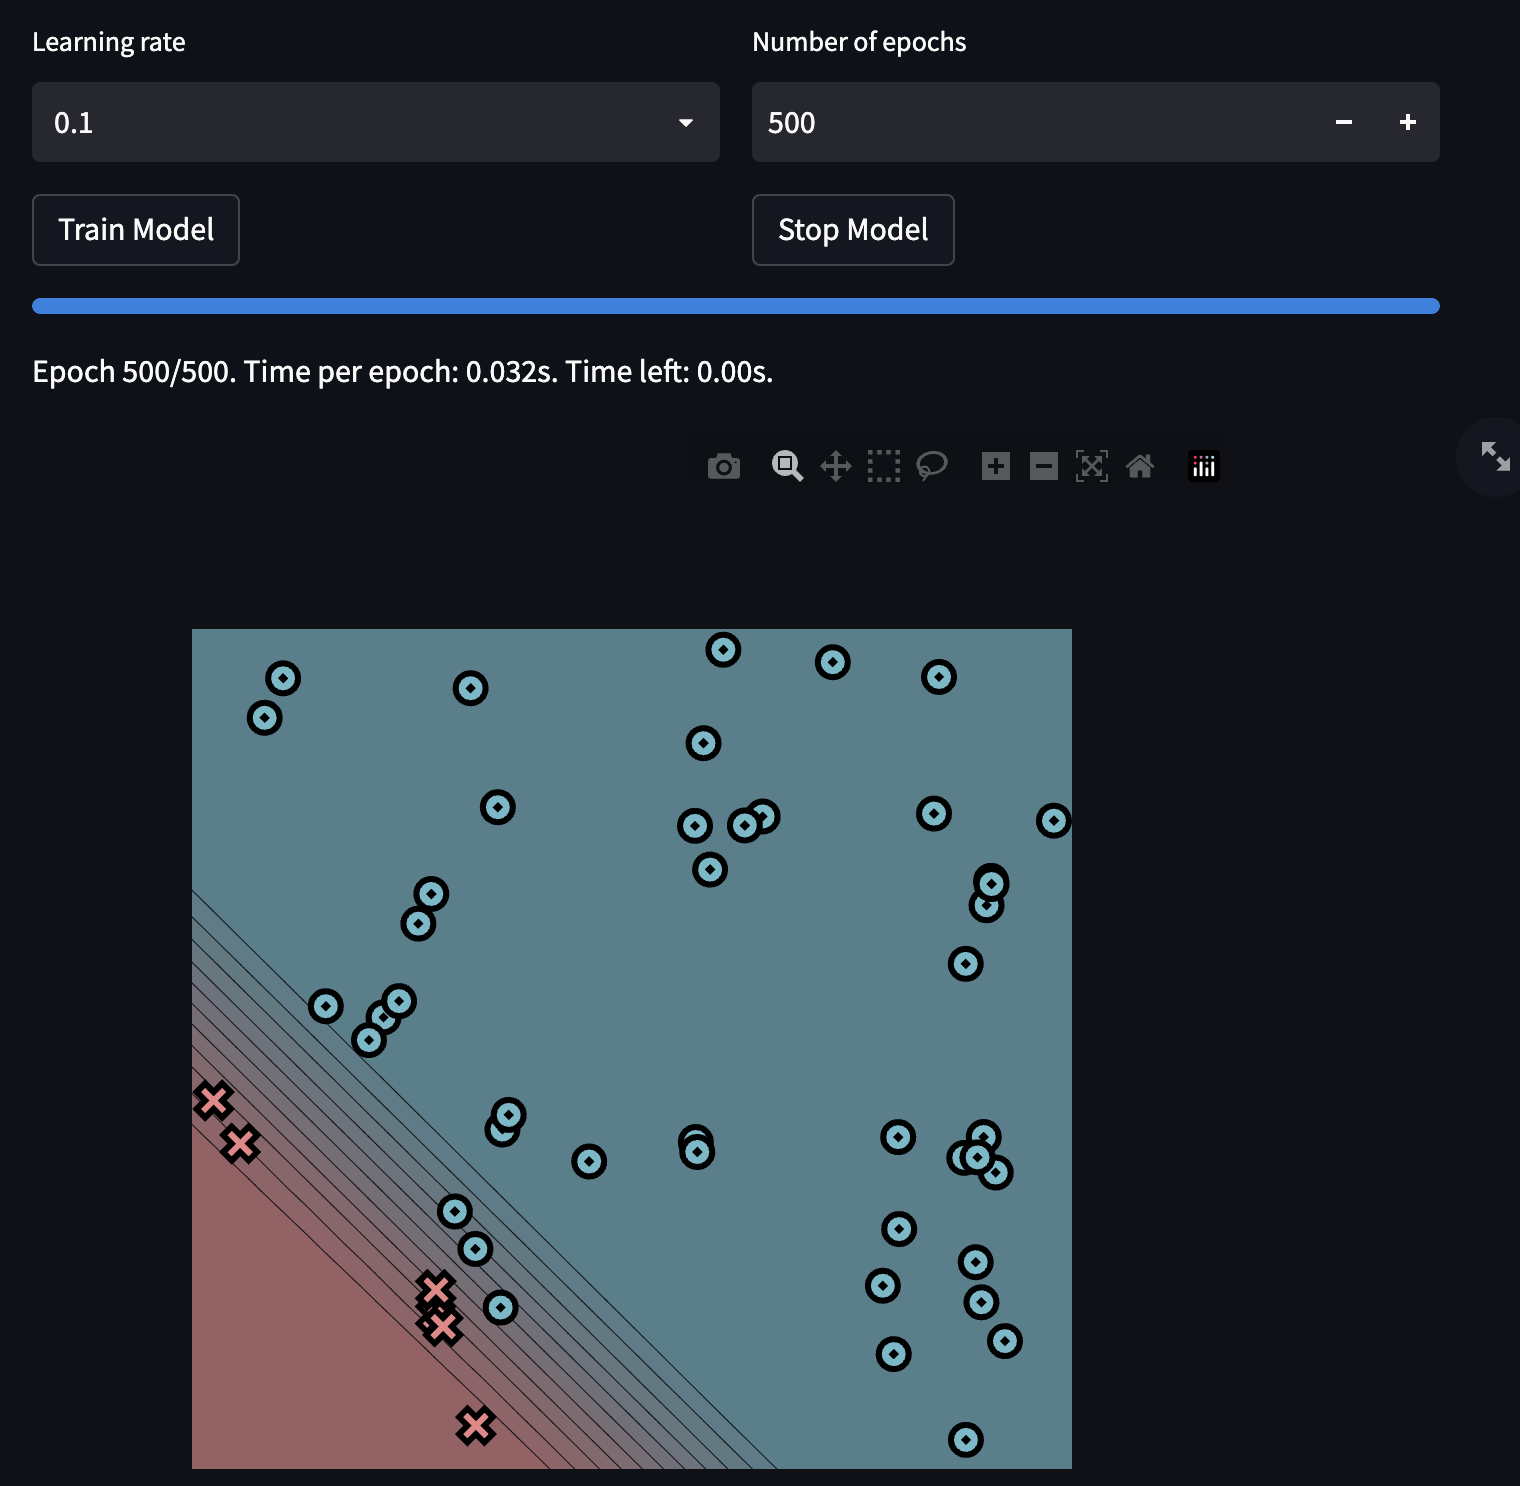 Learning rate
Number of epochs
0.1
500
Train Model
Stop Model
Epoch 500/500. Time per epoch: 0.032s. Time left: 0.00s.